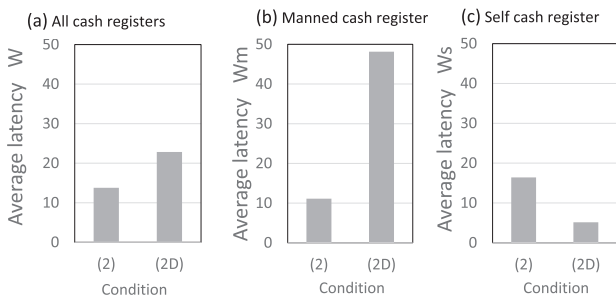 (a) All cash registers
Average latency W
50
40
30
20
10
0
(2) (2D)
Condition
(b) Manned cash register
Average latency Wm
50
40
30
20
10
0
(2) (2D)
Condition
(c) Self cash register
Average latency Ws
50
40
30
20
10
0
(2) (2D)
Condition